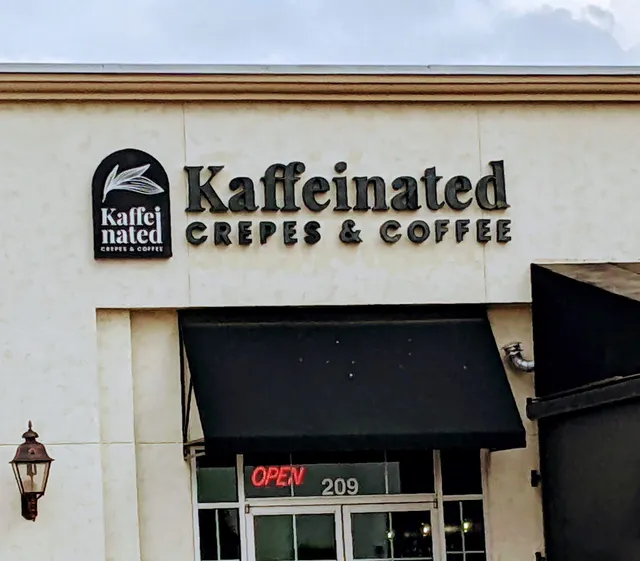 Kaffei
nated
CREPES & COFFEE
Kaffeinated
CREPES & COFFEE
OPEN
209